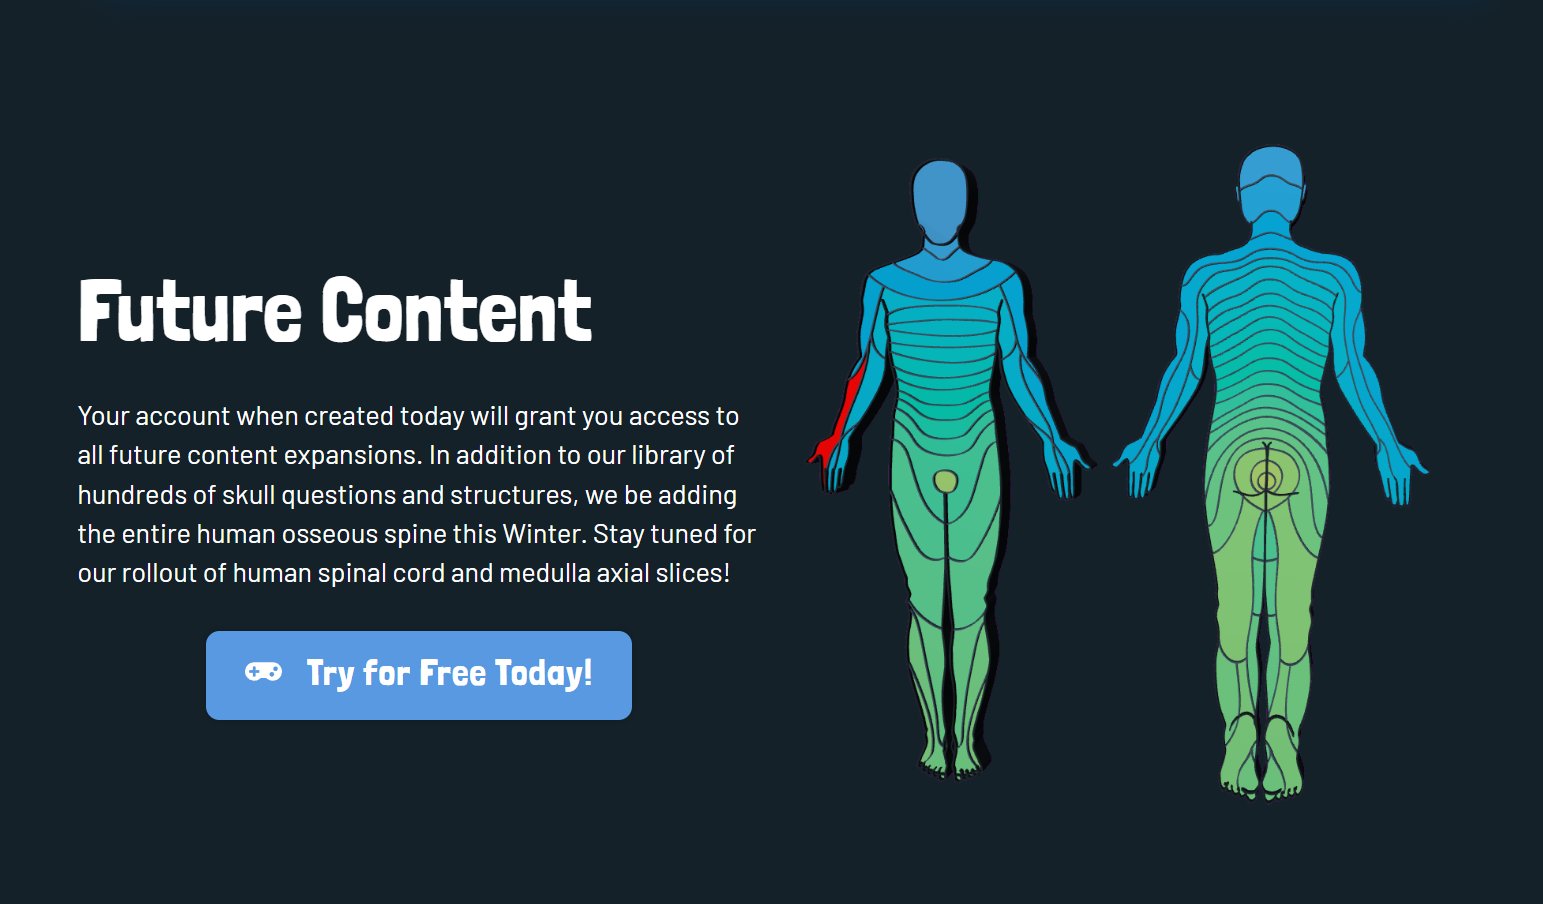 Future Content
Your account when created today will grant you access to
all future content expansions. In addition to our library of
hundreds of skull questions and structures, we be adding
the entire human osseous spine this Winter. Stay tuned for
our rollout of human spinal cord and medulla axial slices!
Try for Free Today!